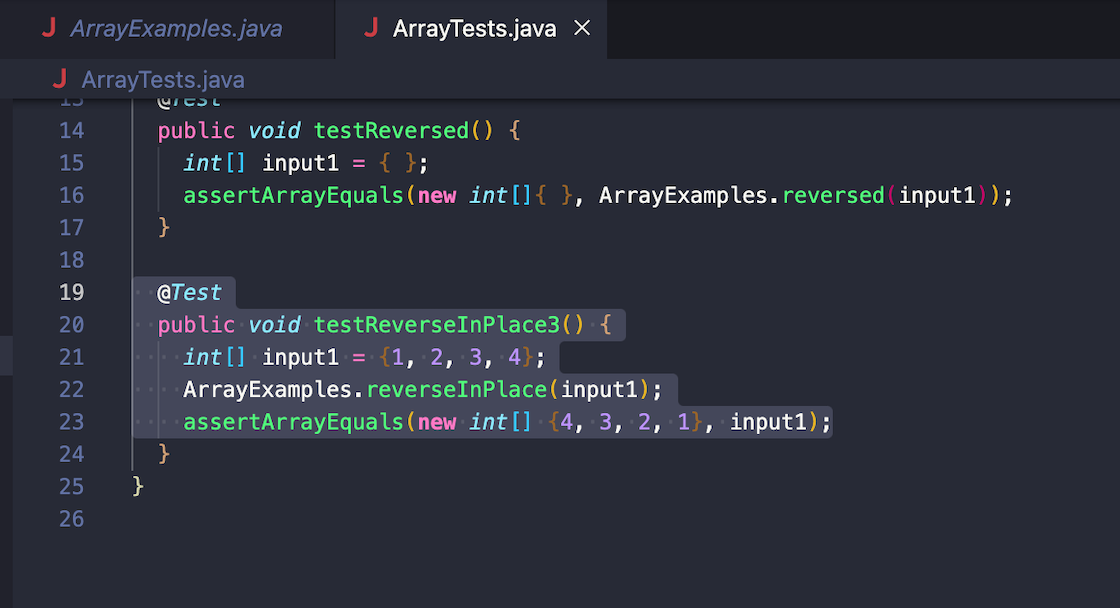 ArrayExamples.java
ArrayTests.java
ArrayTests.java
13 @Test
14 public void testReversed() {
15 int[] input1 = { };
16 assertArrayEquals(new int[]{ }, ArrayExamples.reversed(input1));
17 }
18
19 @Test
20 public void testReverseInPlace3() {
21 int[] input1 = {1, 2, 3, 4};
22 ArrayExamples.reverseInPlace(input1);
23 assertArrayEquals(new int[] {4, 3, 2, 1}, input1);
24 }
25 }
26